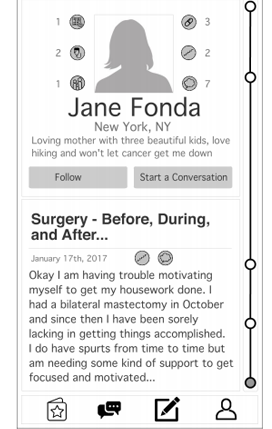 1 3
2 2
1 7
Jane Fonda
New York, NY
Loving mother with three beautiful kids, love
hiking and won't let cancer get me down
Follow Start a Conversation
Surgery - Before, During,
and After...
January 17th, 2017
Okay I am having trouble motivating
myself to get my housework done. I
had a bilateral mastectomy in October
and since then I have been sorely
lacking in getting things accomplished.
I do have spurts from time to time but
am needing some kind of support to get
focused and motivated...